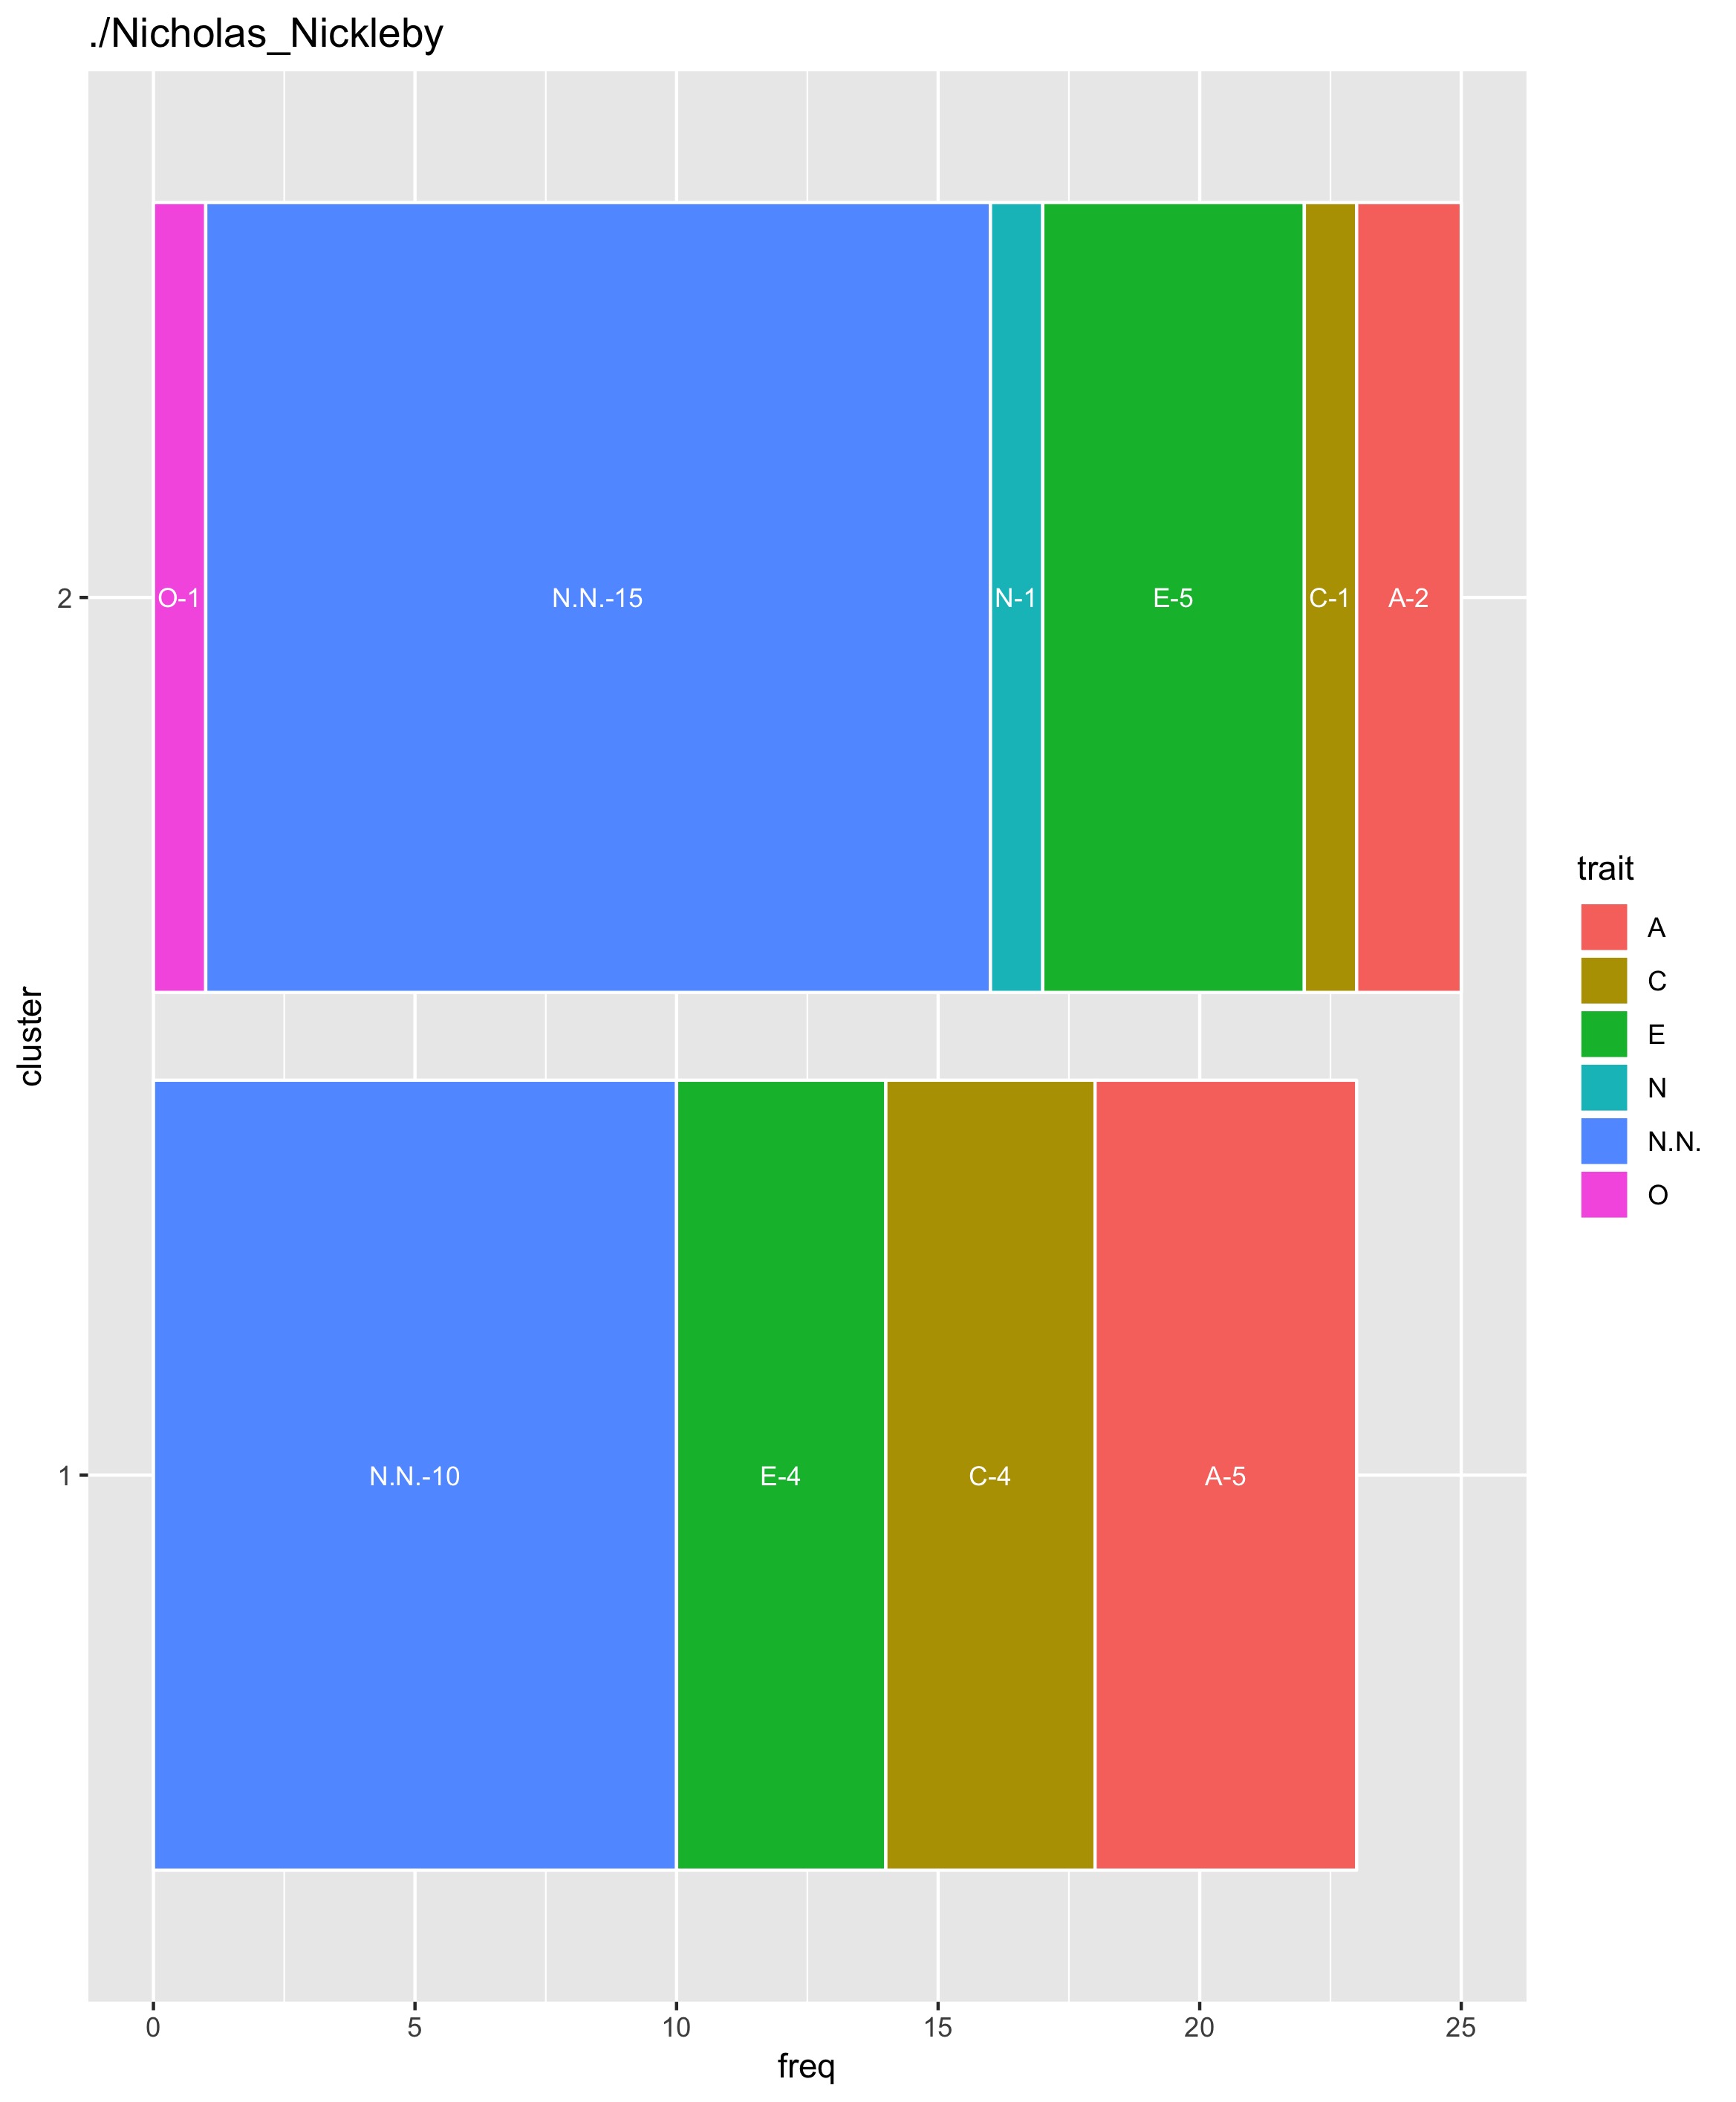 ./Nicholas_Nickleby
cluster
2
O-1
N.N.-15
N-1
E-5
C-1
A-2
1
N.N.-10
E-4
C-4
A-5
0
5
10
15
20
25
freq
trait
A
C
E
N
N.N.
O